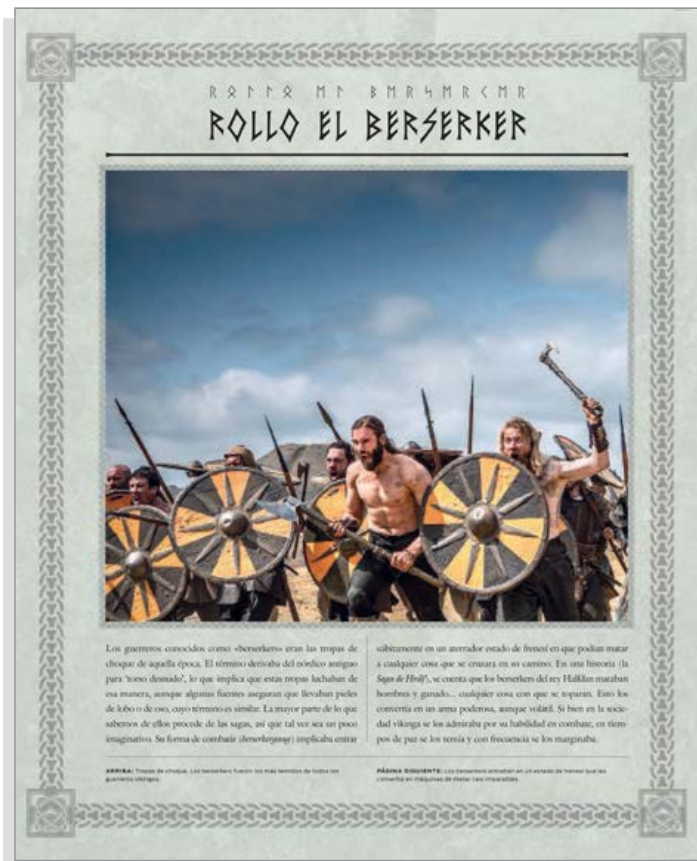 ᚱᛟᛚᛚᛟ ᛖᛚ ᛒᛖᚱᛋᛖᚱᚲᛖᚱ
ROLLO EL BERSERKER
Los guerreros conocidos como «berserkers» eran las tropas de
choque de aquella época. El término derivaba del nórdico antiguo
para ‘torso desnudo’, lo que implica que estas tropas luchaban de
esa manera, aunque algunas fuentes aseguran que llevaban pieles
de lobo o de oso, cuyo término es similar. La mayor parte de lo que
sabemos de ellos procede de las sagas, así que tal vez sea un poco
imaginativo. Su forma de combatir (berserkergange) implicaba entrar
súbitamente en un aterrador estado de frenesí en que podían matar
a cualquier cosa que se cruzara en su camino. En una historia (la
Saga de Hrólf), se cuenta que los berserkers del rey Halfdan mataban
hombres y ganado... cualquier cosa con que se toparan. Esto los
convertía en un arma poderosa, aunque volátil. Si bien en la socie-
dad vikinga se los admiraba por su habilidad en combate, en tiem-
pos de paz se los temía y con frecuencia se los marginaba.
ARRIBA: Tropas de choque. Los berserkers fueron los más temidos de todos los
guerreros vikingos.
PÁGINA SIGUIENTE: Los berserkers entraban en un estado de frenesí que los
convertía en máquinas de matar casi imparables.